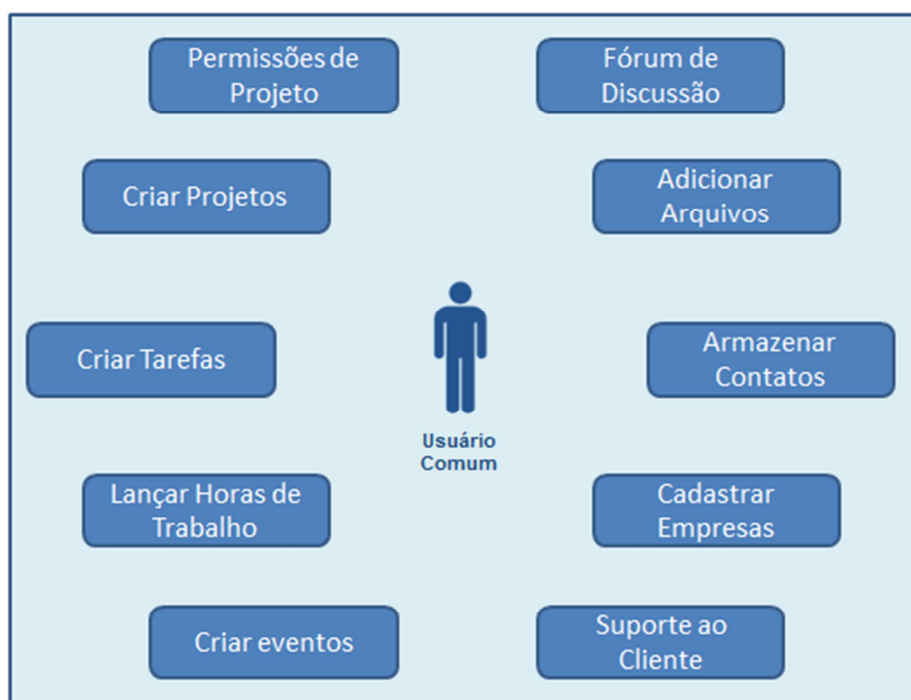 Permissões de
Projeto
Fórum de
Discussão
Criar Projetos
Adicionar
Arquivos
Criar Tarefas
Armazenar
Contatos
Usuário
Comum
Lançar Horas de
Trabalho
Cadastrar
Empresas
Criar eventos
Suporte ao
Cliente